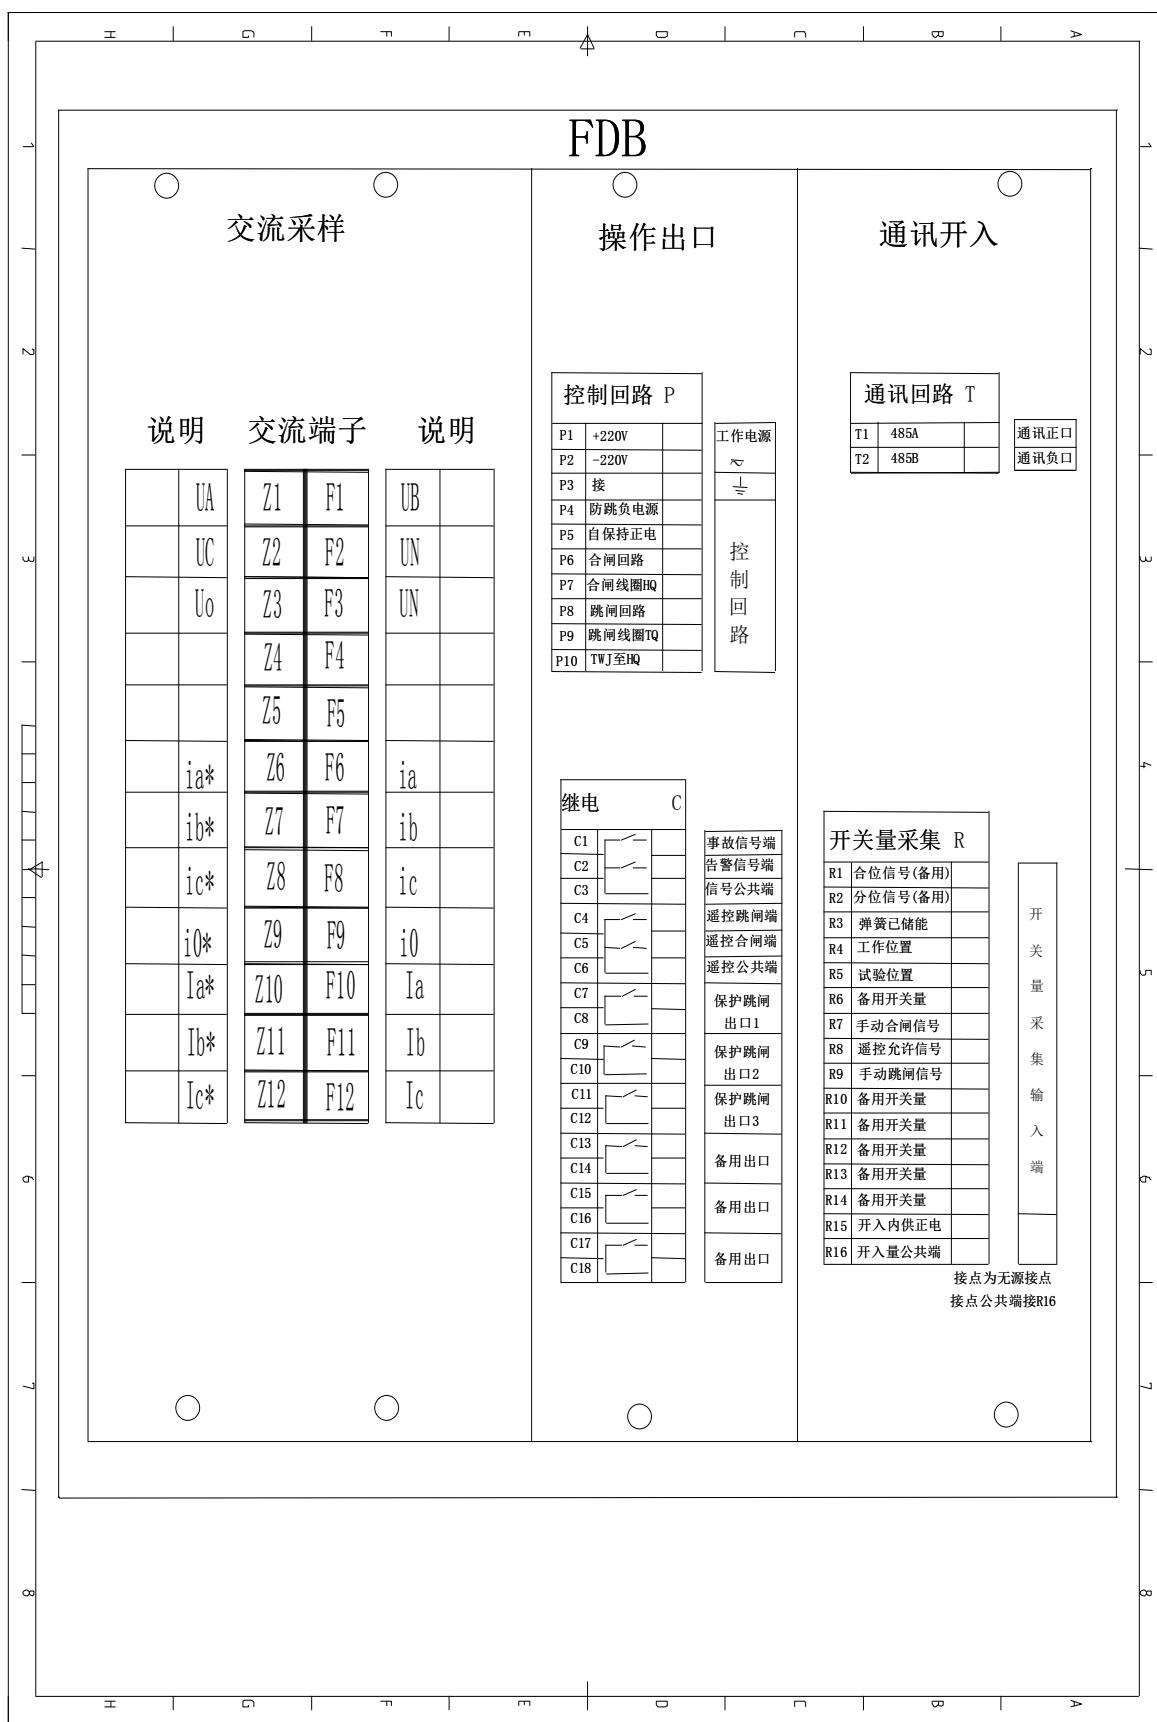 H G F E D C B A
FDB
交流采样
操作出口
通讯开入
说明 交流端子 说明
UA Z1 F1 UB
UC Z2 F2 UN
Uo Z3 F3 UN
Z4 F4
Z5 F5
ia* Z6 F6 ia
ib* Z7 F7 ib
ic* Z8 F8 ic
i0* Z9 F9 i0
Ia* Z10 F10 Ia
Ib* Z11 F11 Ib
Ic* Z12 F12 Ic
控制回路 P
P1 +220V
P2 -220V
P3 接
P4 防跳负电源
P5 自保持正电
P6 合闸回路
P7 合闸线圈HQ
P8 跳闸回路
P9 跳闸线圈TQ
P10 TWJ至HQ
工作电源
控
制
回
路
继电 C
C1
C2
C3
C4
C5
C6
C7
C8
C9
C10
C11
C12
C13
C14
C15
C16
C17
C18
事故信号端
告警信号端
信号公共端
遥控跳闸端
遥控合闸端
遥控公共端
保护跳闸
出口1
保护跳闸
出口2
保护跳闸
出口3
备用出口
备用出口
备用出口
通讯回路 T
T1 485A
T2 485B
通讯正口
通讯负口
开关量采集 R
R1 合位信号(备用)
R2 分位信号(备用)
R3 弹簧已储能
R4 工作位置
R5 试验位置
R6 备用开关量
R7 手动合闸信号
R8 遥控允许信号
R9 手动跳闸信号
R10 备用开关量
R11 备用开关量
R12 备用开关量
R13 备用开关量
R14 备用开关量
R15 开入内供正电
R16 开入量公共端
开
关
量
采
集
输
入
端
接点为无源接点
接点公共端接R16
1 1
2 2
3 3
4 4
5 5
6 6
7 7
8 8
H G F E D C B A